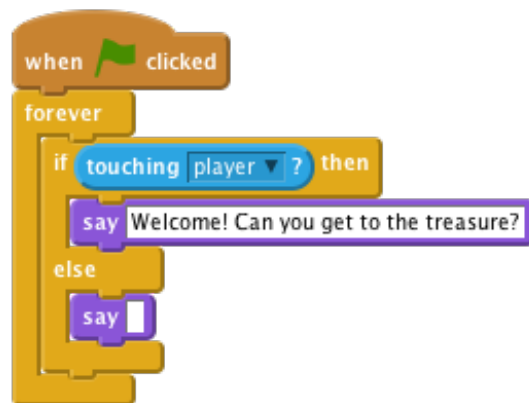 when clicked
forever
if touching player ? then
say Welcome! Can you get to the treasure?
else
say